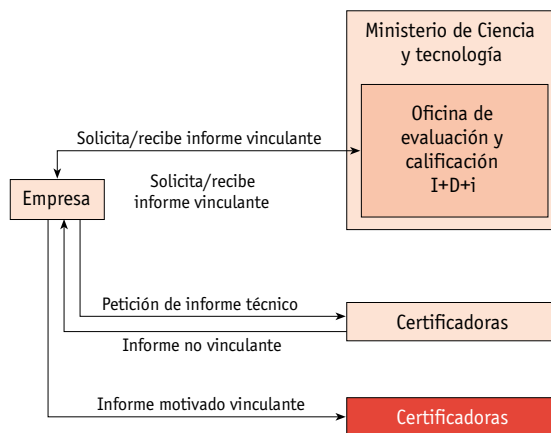 Ministerio de Ciencia
y tecnología
Oficina de
evaluación y
calificación
I+D+i
Solicita/recibe informe vinculante
Solicita/recibe
informe vinculante
Empresa
Petición de informe técnico
Certificadoras
Informe no vinculante
Informe motivado vinculante
Certificadoras